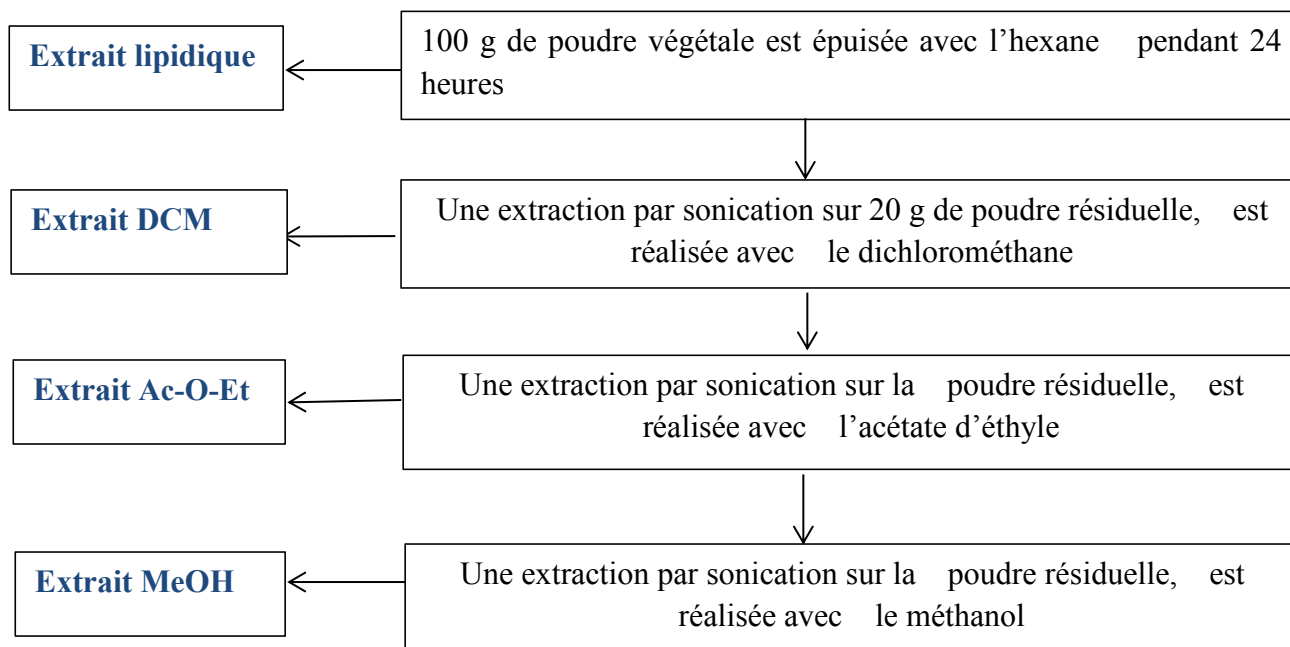 Extrait lipidique
100 g de poudre végétale est épuisée avec l’hexane pendant 24
heures
Extrait DCM
Une extraction par sonication sur 20 g de poudre résiduelle, est
réalisée avec le dichlorométhane
Extrait Ac-O-Et
Une extraction par sonication sur la poudre résiduelle, est
réalisée avec l’acétate d’éthyle
Extrait MeOH
Une extraction par sonication sur la poudre résiduelle, est
réalisée avec le méthanol